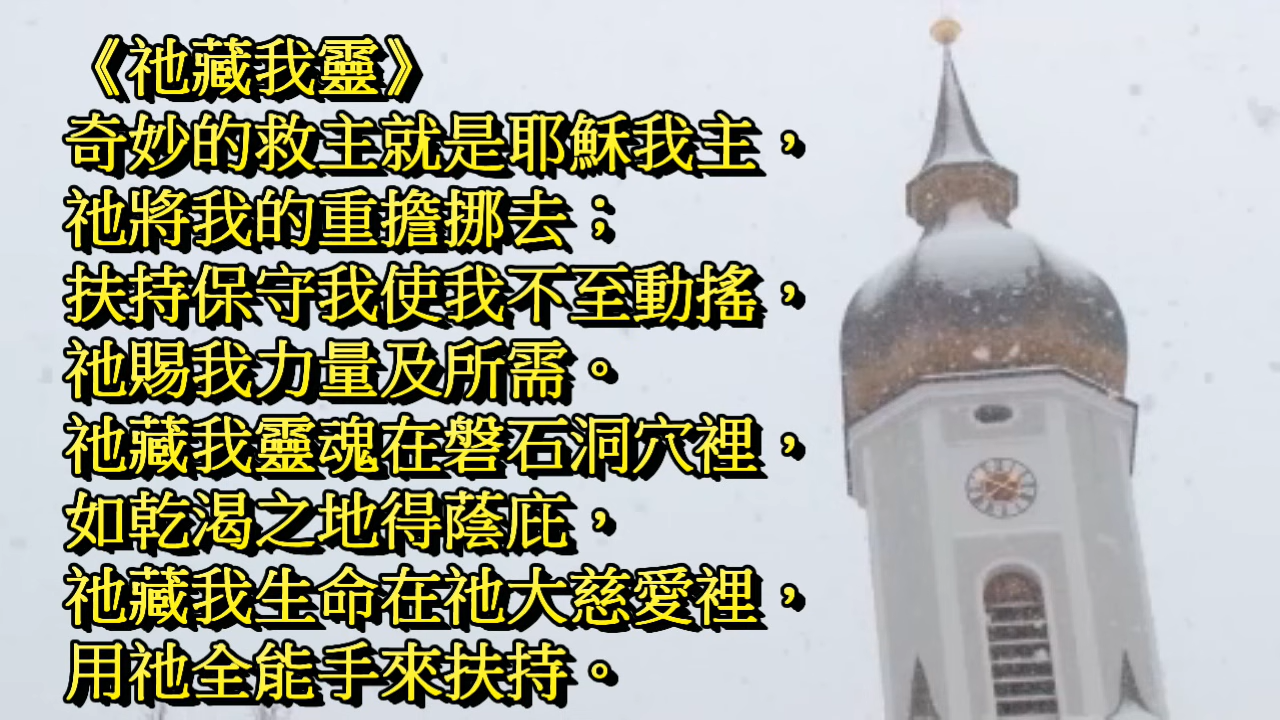 《祂藏我靈》
奇妙的救主就是耶穌我主，
祂將我的重擔挪去；
扶持保守我使我不至動搖，
祂賜我力量及所需。
祂藏我靈魂在磐石洞穴裡，
如乾渴之地得蔭庇，
祂藏我生命在祂大慈愛裡，
用祂全能手來扶持。